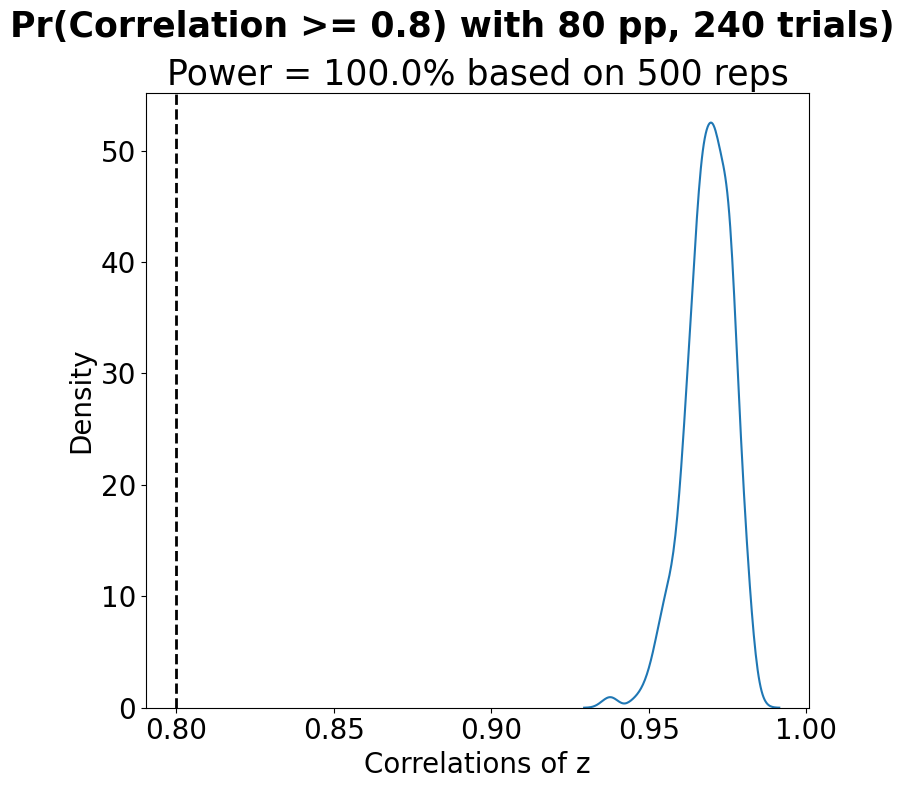 Pr(Correlation >= 0.8) with 80 pp, 240 trials)
Power = 100.0% based on 500 reps
50
40
30
20
10
0
Density
0.80 0.85 0.90 0.95 1.00
Correlations of z